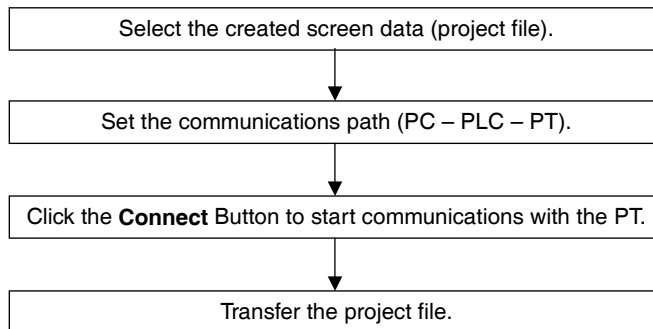 Select the created screen data (project file).
Set the communications path (PC – PLC – PT).
Click the Connect Button to start communications with the PT.
Transfer the project file.